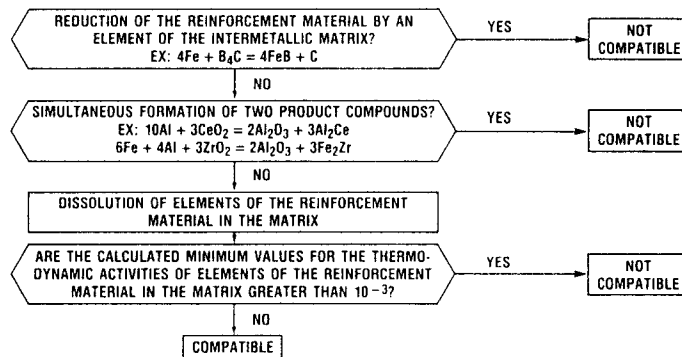 REDUCTION OF THE REINFORCEMENT MATERIAL BY AN
ELEMENT OF THE INTERMETALLIC MATRIX?
EX: 4Fe + B₄C = 4FeB + C
YES
NOT
COMPATIBLE
NO
SIMULTANEOUS FORMATION OF TWO PRODUCT COMPOUNDS?
EX: 10Al + 3CeO₂ = 2Al₂O₃ + 3Al₂Ce
6Fe + 4Al + 3ZrO₂ = 2Al₂O₃ + 3Fe₂Zr
YES
NOT
COMPATIBLE
NO
DISSOLUTION OF ELEMENTS OF THE REINFORCEMENT
MATERIAL IN THE MATRIX
ARE THE CALCULATED MINIMUM VALUES FOR THE THERMO-
DYNAMIC ACTIVITIES OF ELEMENTS OF THE REINFORCEMENT
MATERIAL IN THE MATRIX GREATER THAN 10⁻³?
YES
NOT
COMPATIBLE
NO
COMPATIBLE